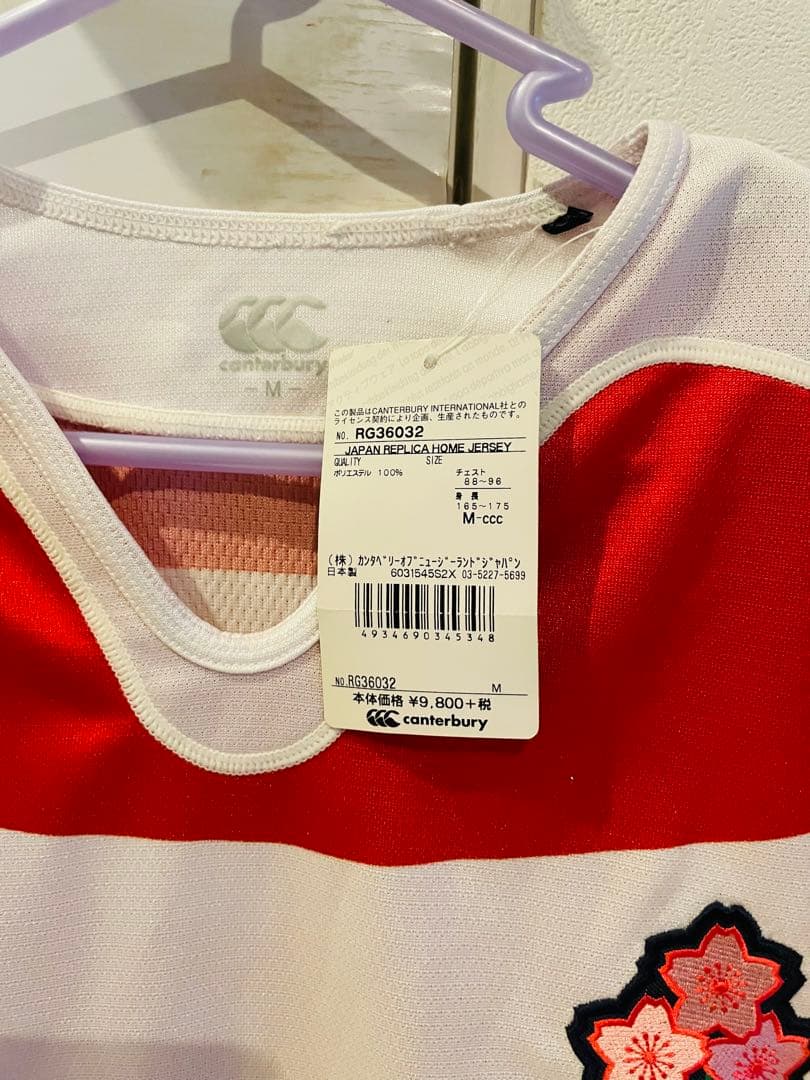 canterbury
- M -
この製品はCANTERBURY INTERNATIONAL社との
ライセンス契約により企画、生産されたものです。
NO. RG36032
JAPAN REPLICA HOME JERSEY
QUALITY SIZE
ポリエステル 100% チェスト
88~96
身 長
165~175
M-ccc
(株) カンタベリーオブニュージーランドジャパン
日本製 6031545S2X 03-5227-5699
4934690345348
NO.RG36032 M
本体価格 ¥9,800+税
canterbury